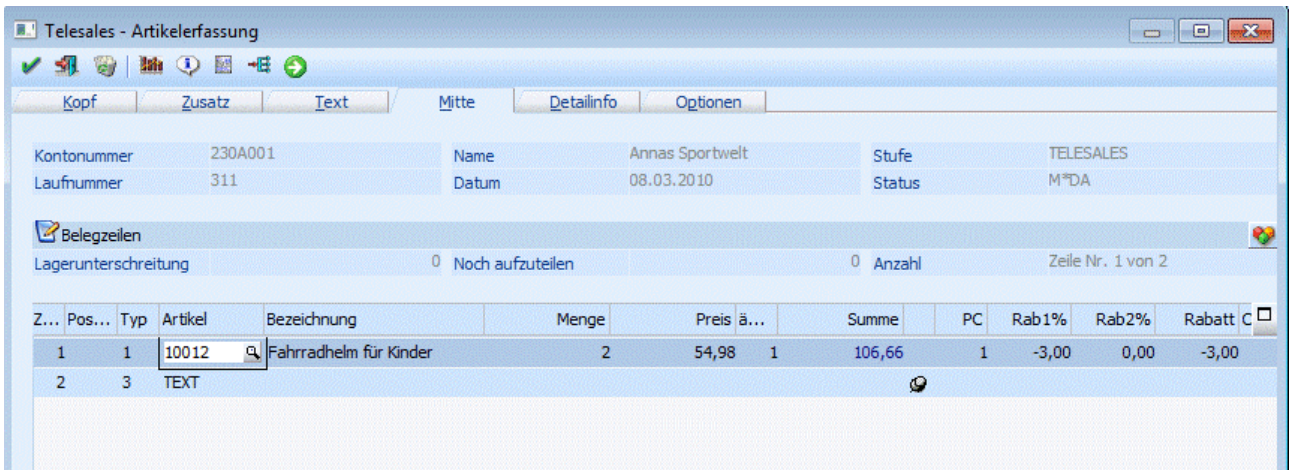 Telesales - Artikelerfassung
Kopf Zusatz Text Mitte Detailinfo Optionen
Kontonummer 230A001 Name Annas Sportwelt Stufe TELESALES
Laufnummer 311 Datum 08.03.2010 Status M*DA
Belegzeilen
Lagerunterschreitung 0 Noch aufzuteilen 0 Anzahl Zeile Nr. 1 von 2
Z... Pos... Typ Artikel Bezeichnung Menge Preis ä... Summe PC Rab1% Rab2% Rabatt C
1 1 10012 Fahrradhelm für Kinder 2 54,98 1 106,66 1 -3,00 0,00 -3,00
2 3 TEXT